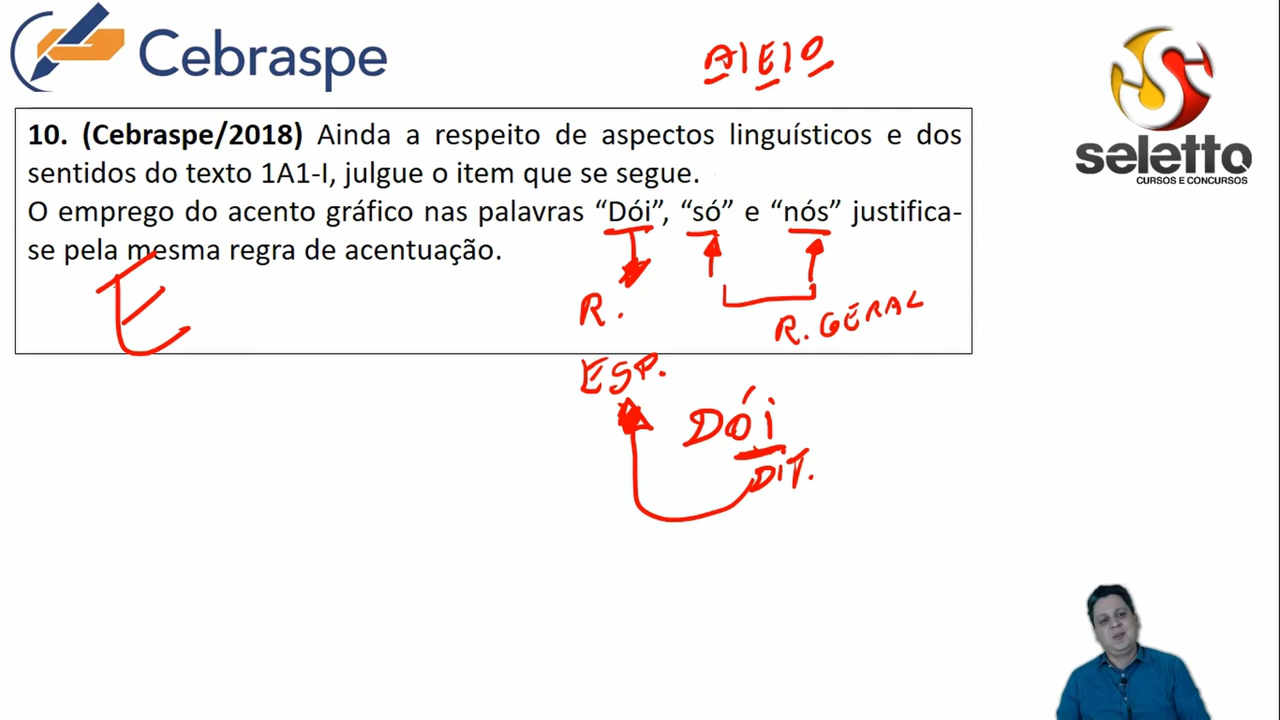 Cebraspe
A|E|O
seletto
CURSOS E CONCURSOS
10. (Cebraspe/2018) Ainda a respeito de aspectos linguísticos e dos
sentidos do texto 1A1-I, julgue o item que se segue.
O emprego do acento gráfico nas palavras “Dói”, “só” e “nós” justifica-
se pela mesma regra de acentuação.
E
R.
R. GERAL
ESP.
DÓi
DIT.